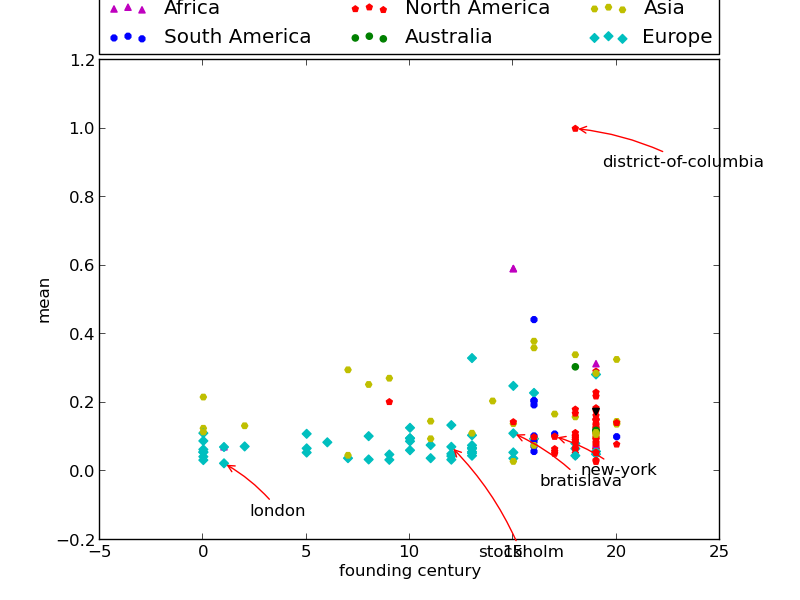 Africa North America Asia
South America Australia Europe
1.2
1.0
district-of-columbia
0.8
0.6
mean
0.4
0.2
0.0
new-york
bratislava
london
−0.2
stockholm
−5 0 5 10 15 20 25
founding century